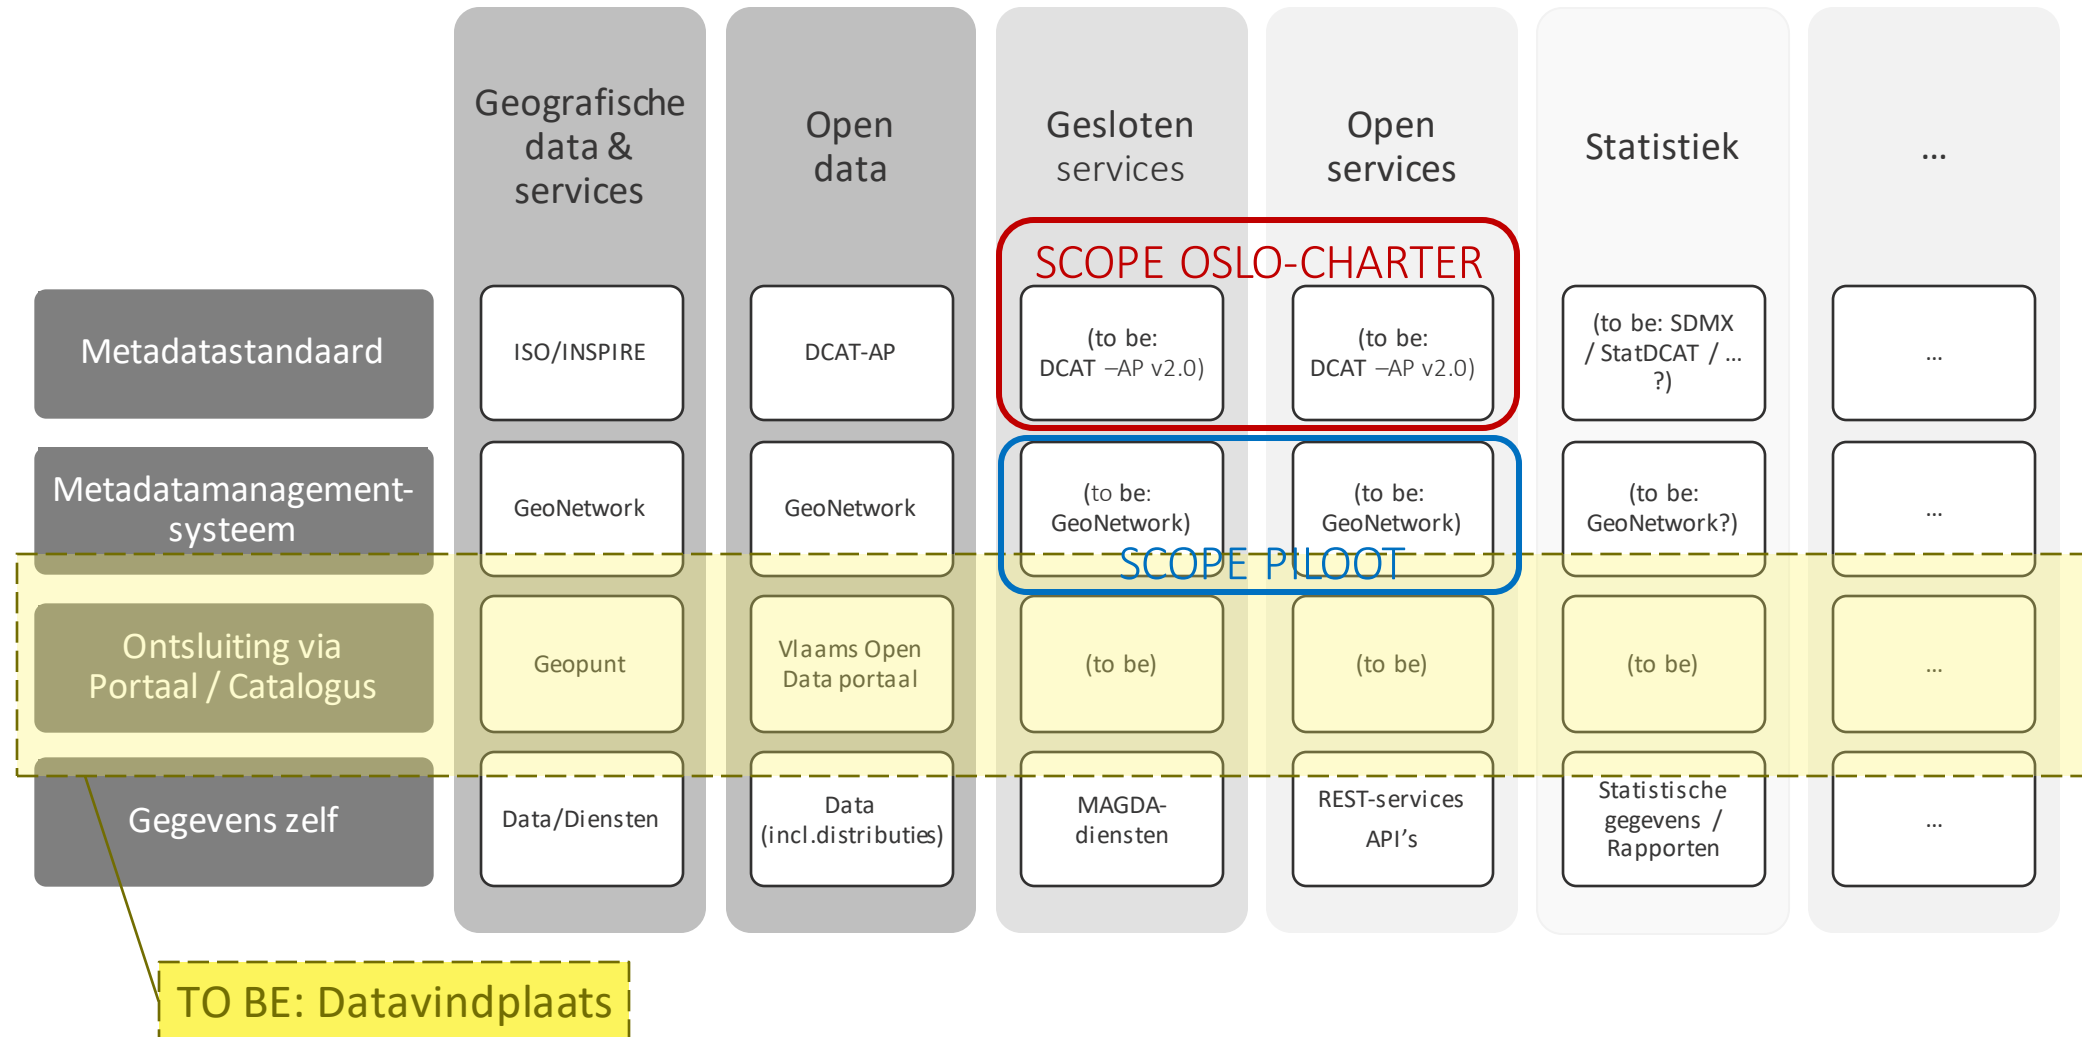 Geografische
data &
services
Open
data
Gesloten
services
Open
services
Statistiek
...
SCOPE OSLO-CHARTER
Metadatastandaard
ISO/INSPIRE
DCAT-AP
(to be:
DCAT –AP v2.0)
(to be:
DCAT –AP v2.0)
(to be: SDMX
/ StatDCAT / ...
?)
...
Metadatamanagement-
systeem
GeoNetwork
GeoNetwork
(to be:
GeoNetwork)
(to be:
GeoNetwork)
(to be:
GeoNetwork?)
...
SCOPE PILOOT
Ontsluiting via
Portaal / Catalogus
Geopunt
Vlaams Open
Data portaal
(to be)
(to be)
(to be)
...
Gegevens zelf
Data/Diensten
Data
(incl.distributies)
MAGDA-
diensten
REST-services
API’s
Statistische
gegevens /
Rapporten
...
TO BE: Datavindplaats